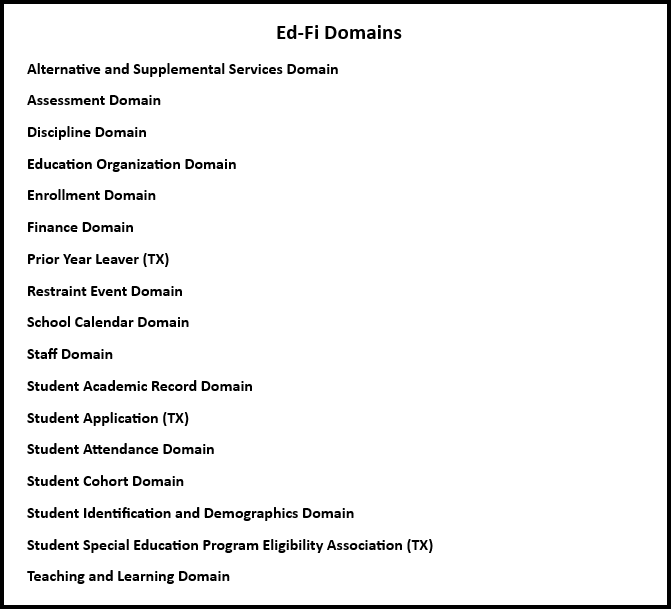 Ed-Fi Domains
Alternative and Supplemental Services Domain
Assessment Domain
Discipline Domain
Education Organization Domain
Enrollment Domain
Finance Domain
Prior Year Leaver (TX)
Restraint Event Domain
School Calendar Domain
Staff Domain
Student Academic Record Domain
Student Application (TX)
Student Attendance Domain
Student Cohort Domain
Student Identification and Demographics Domain
Student Special Education Program Eligibility Association (TX)
Teaching and Learning Domain